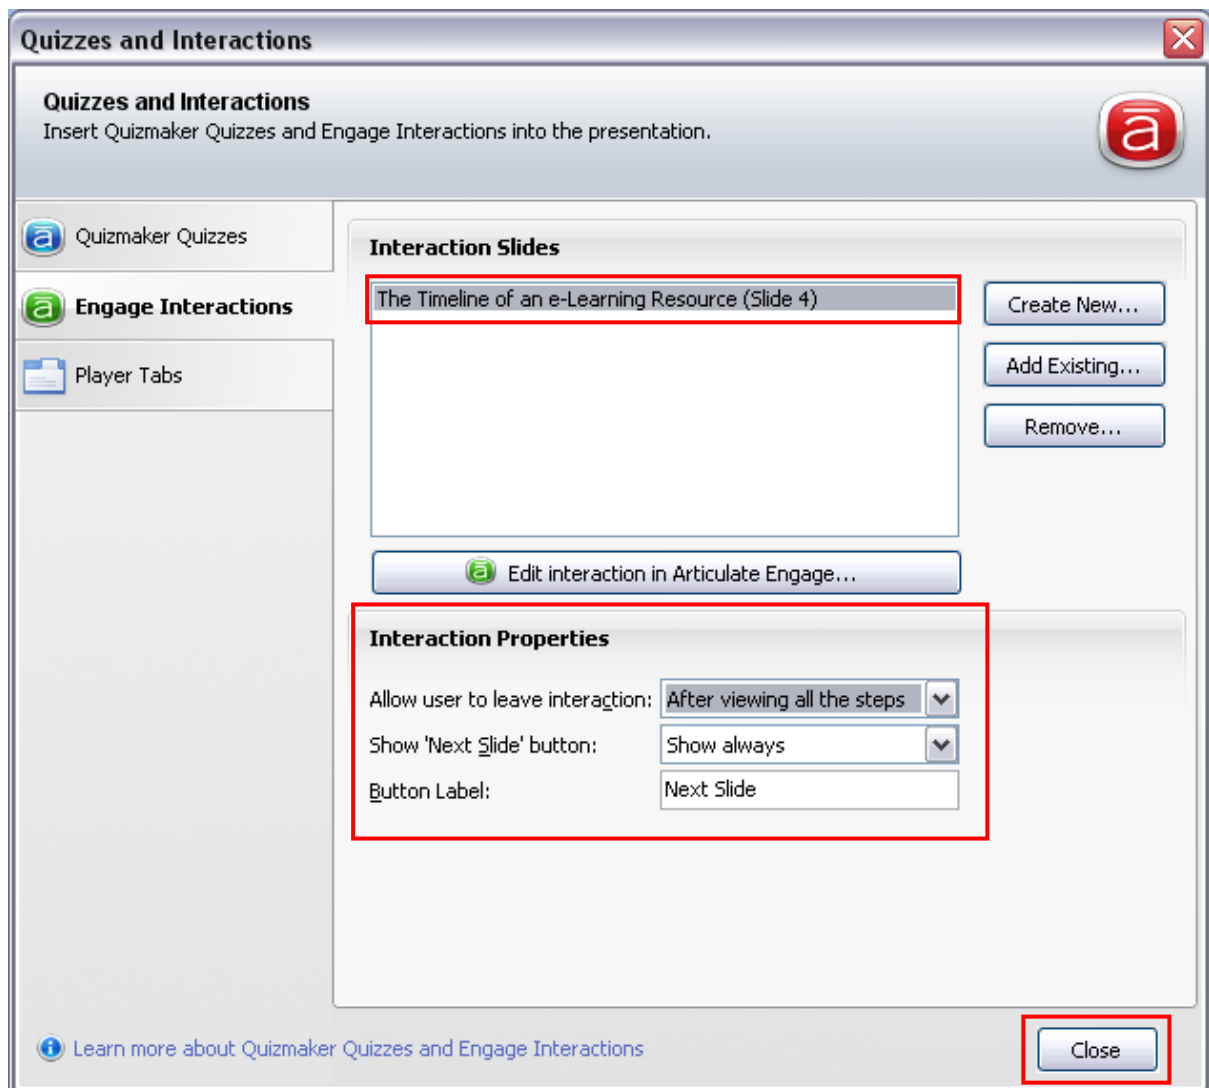 Quizzes and Interactions
Quizzes and Interactions
Insert Quizmaker Quizzes and Engage Interactions into the presentation.
Quizmaker Quizzes
Engage Interactions
Player Tabs
Interaction Slides
The Timeline of an e-Learning Resource (Slide 4)
Create New...
Add Existing...
Remove...
Edit interaction in Articulate Engage...
Interaction Properties
Allow user to leave interaction: After viewing all the steps
Show 'Next Slide' button: Show always
Button Label: Next Slide
Learn more about Quizmaker Quizzes and Engage Interactions
Close